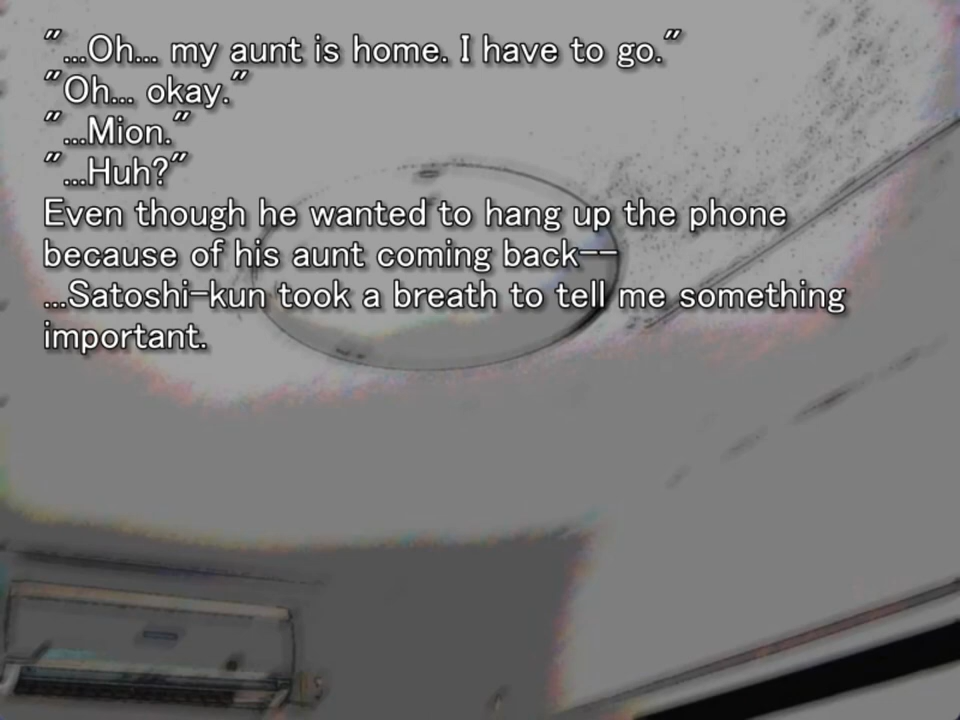 "...Oh... my aunt is home. I have to go."
"Oh... okay."
"...Mion."
"...Huh?"
Even though he wanted to hang up the phone
because of his aunt coming back--
...Satoshi-kun took a breath to tell me something
important.